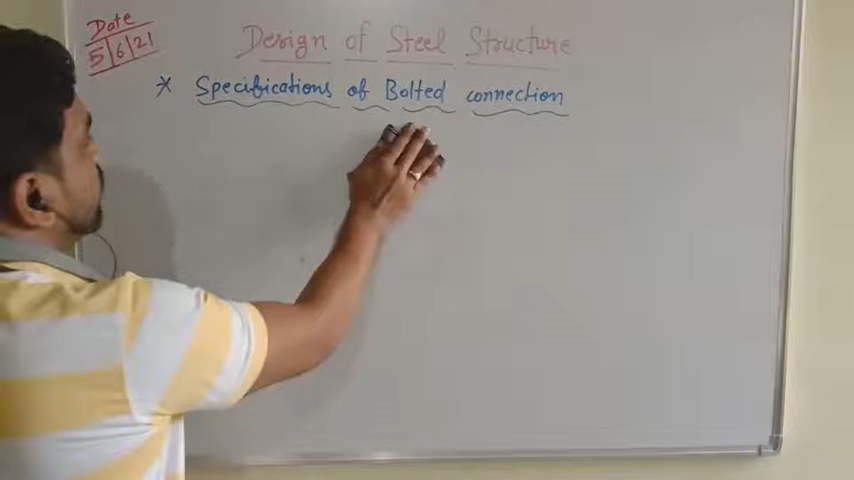 Date
5|6|21
Design of Steel Structure
* Specifications of Bolted connection